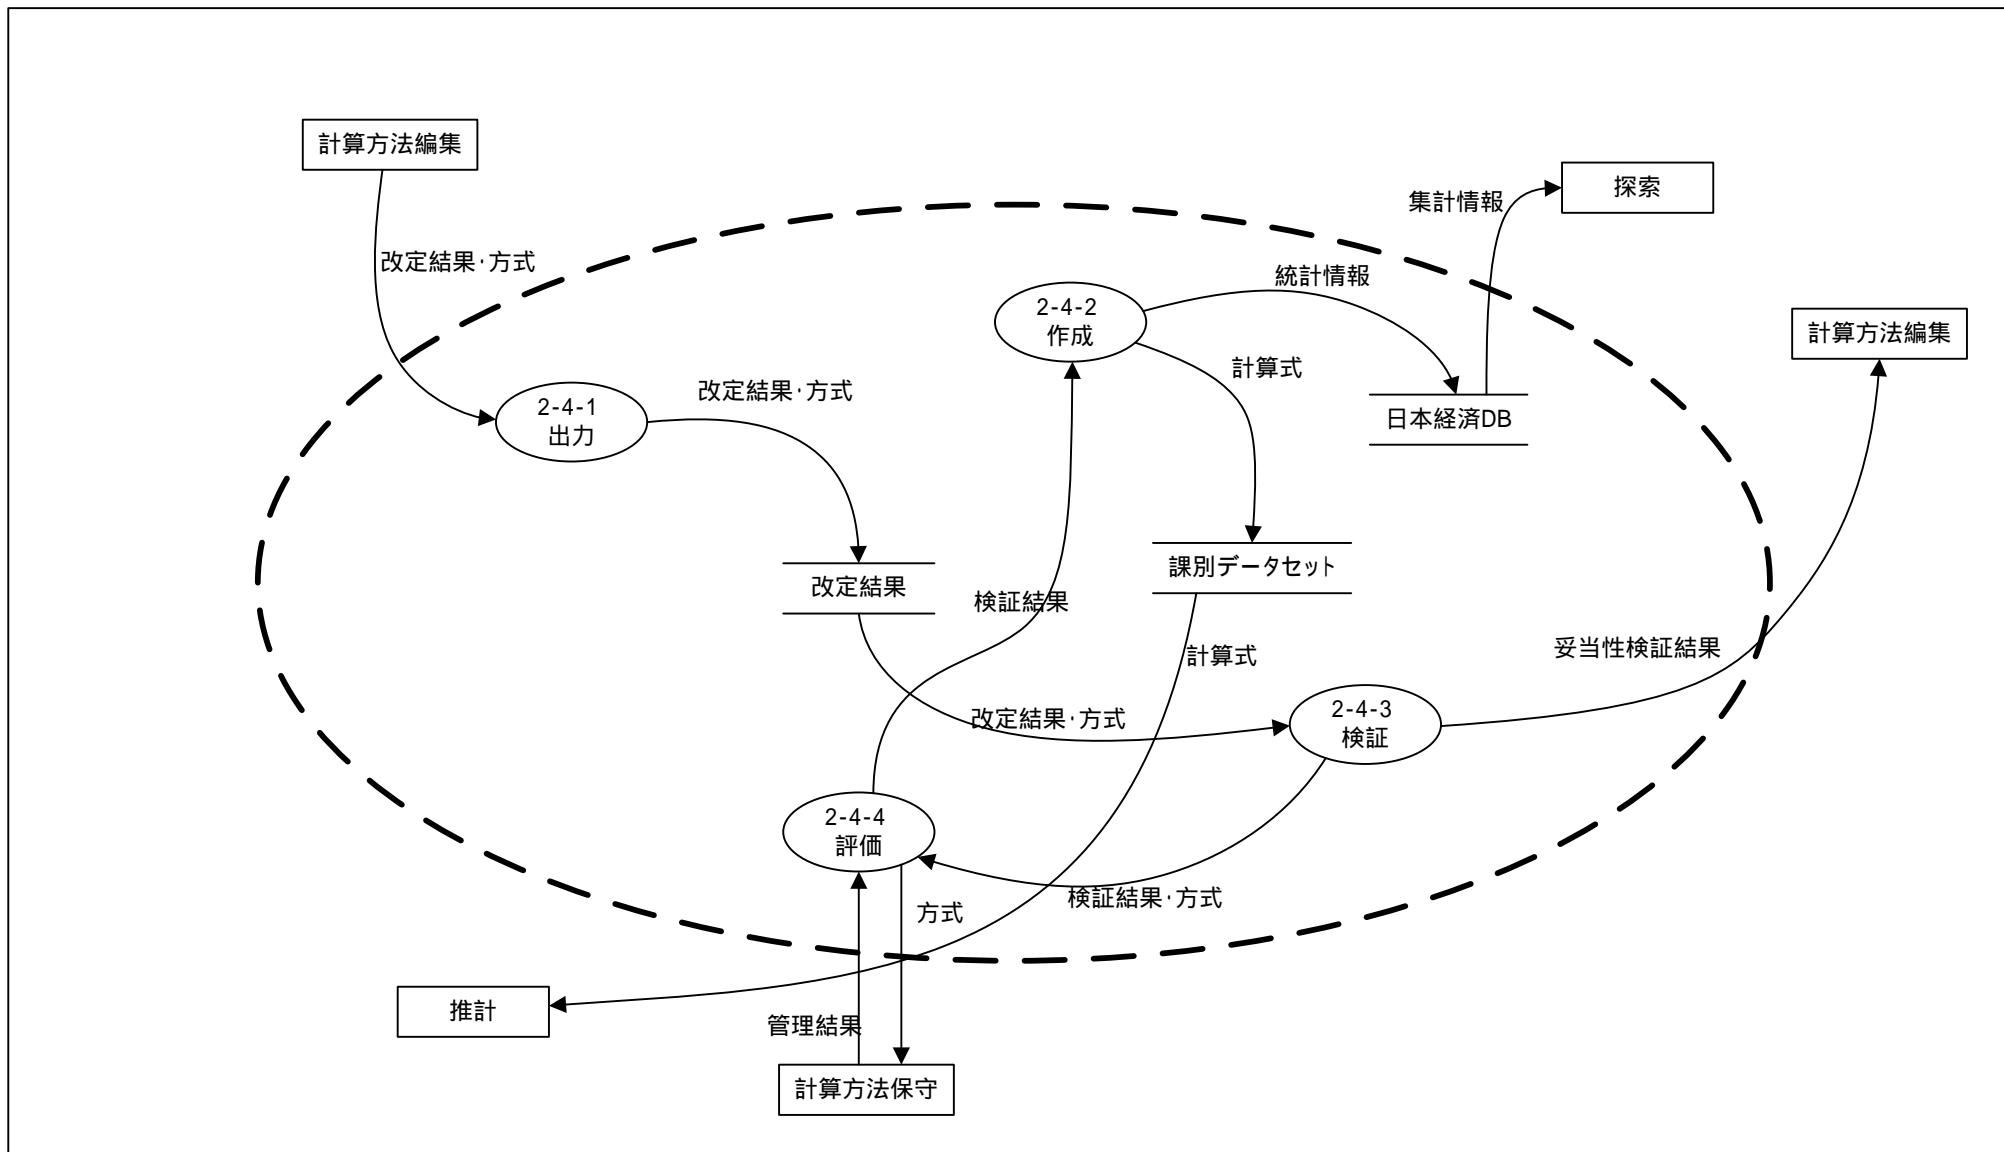 計算方法編集
探索
集計情報
改定結果・方式
統計情報
2-4-2
作成
計算方法編集
計算式
改定結果・方式
2-4-1
出力
日本経済DB
課別データセット
改定結果
検証結果
計算式
妥当性検証結果
改定結果・方式
2-4-3
検証
2-4-4
評価
検証結果・方式
方式
推計
管理結果
計算方法保守